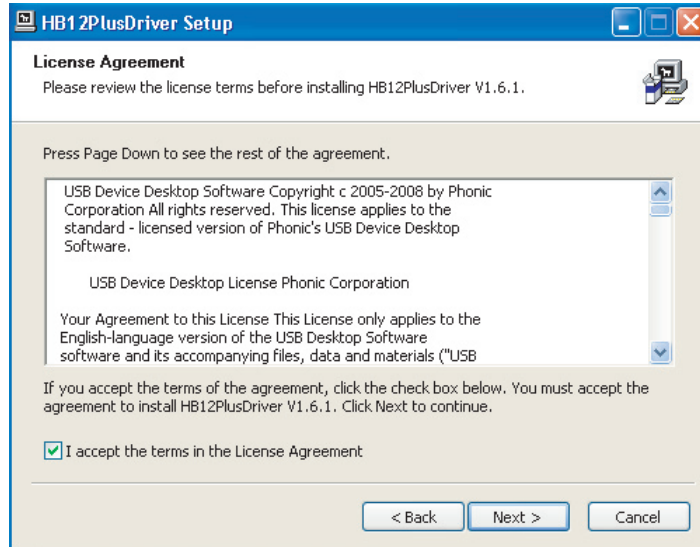 HB12PlusDriver Setup
License Agreement
Please review the license terms before installing HB12PlusDriver V1.6.1.
Press Page Down to see the rest of the agreement.
USB Device Desktop Software Copyright c 2005-2008 by Phonic
Corporation All rights reserved. This license applies to the
standard - licensed version of Phonic's USB Device Desktop
Software.
USB Device Desktop License Phonic Corporation
Your Agreement to this License This License only applies to the
English-language version of the USB Desktop Software
software and its accompanying files, data and materials ("USB
If you accept the terms of the agreement, click the check box below. You must accept the
agreement to install HB12PlusDriver V1.6.1. Click Next to continue.
I accept the terms in the License Agreement
< Back Next > Cancel